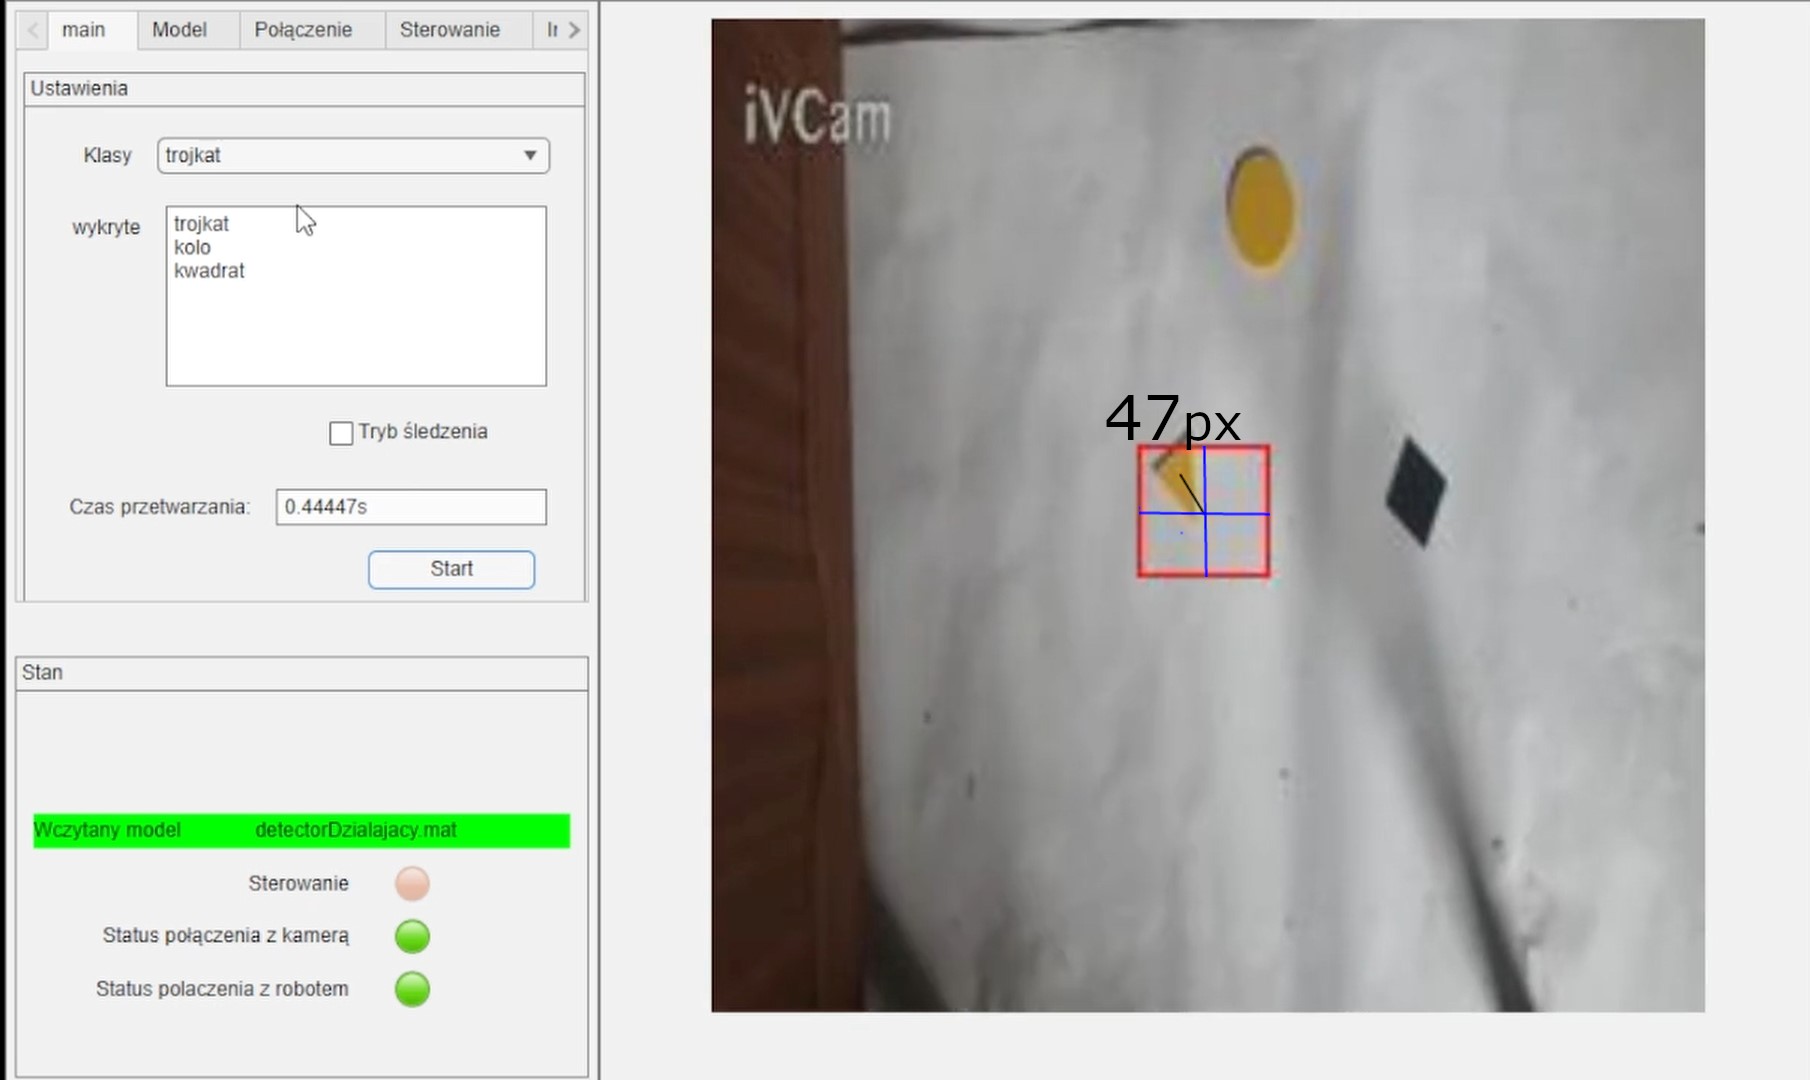 main
Model
Połączenie
Sterowanie
Ir
Ustawienia
Klasy
trojkat
wykryte
trojkat
kolo
kwadrat
Tryb śledzenia
Czas przetwarzania:
0.44447s
Start
Stan
Wczytany model
detectorDzialajacy.mat
Sterowanie
Status połączenia z kamerą
Status polaczenia z robotem
iVCam
47px